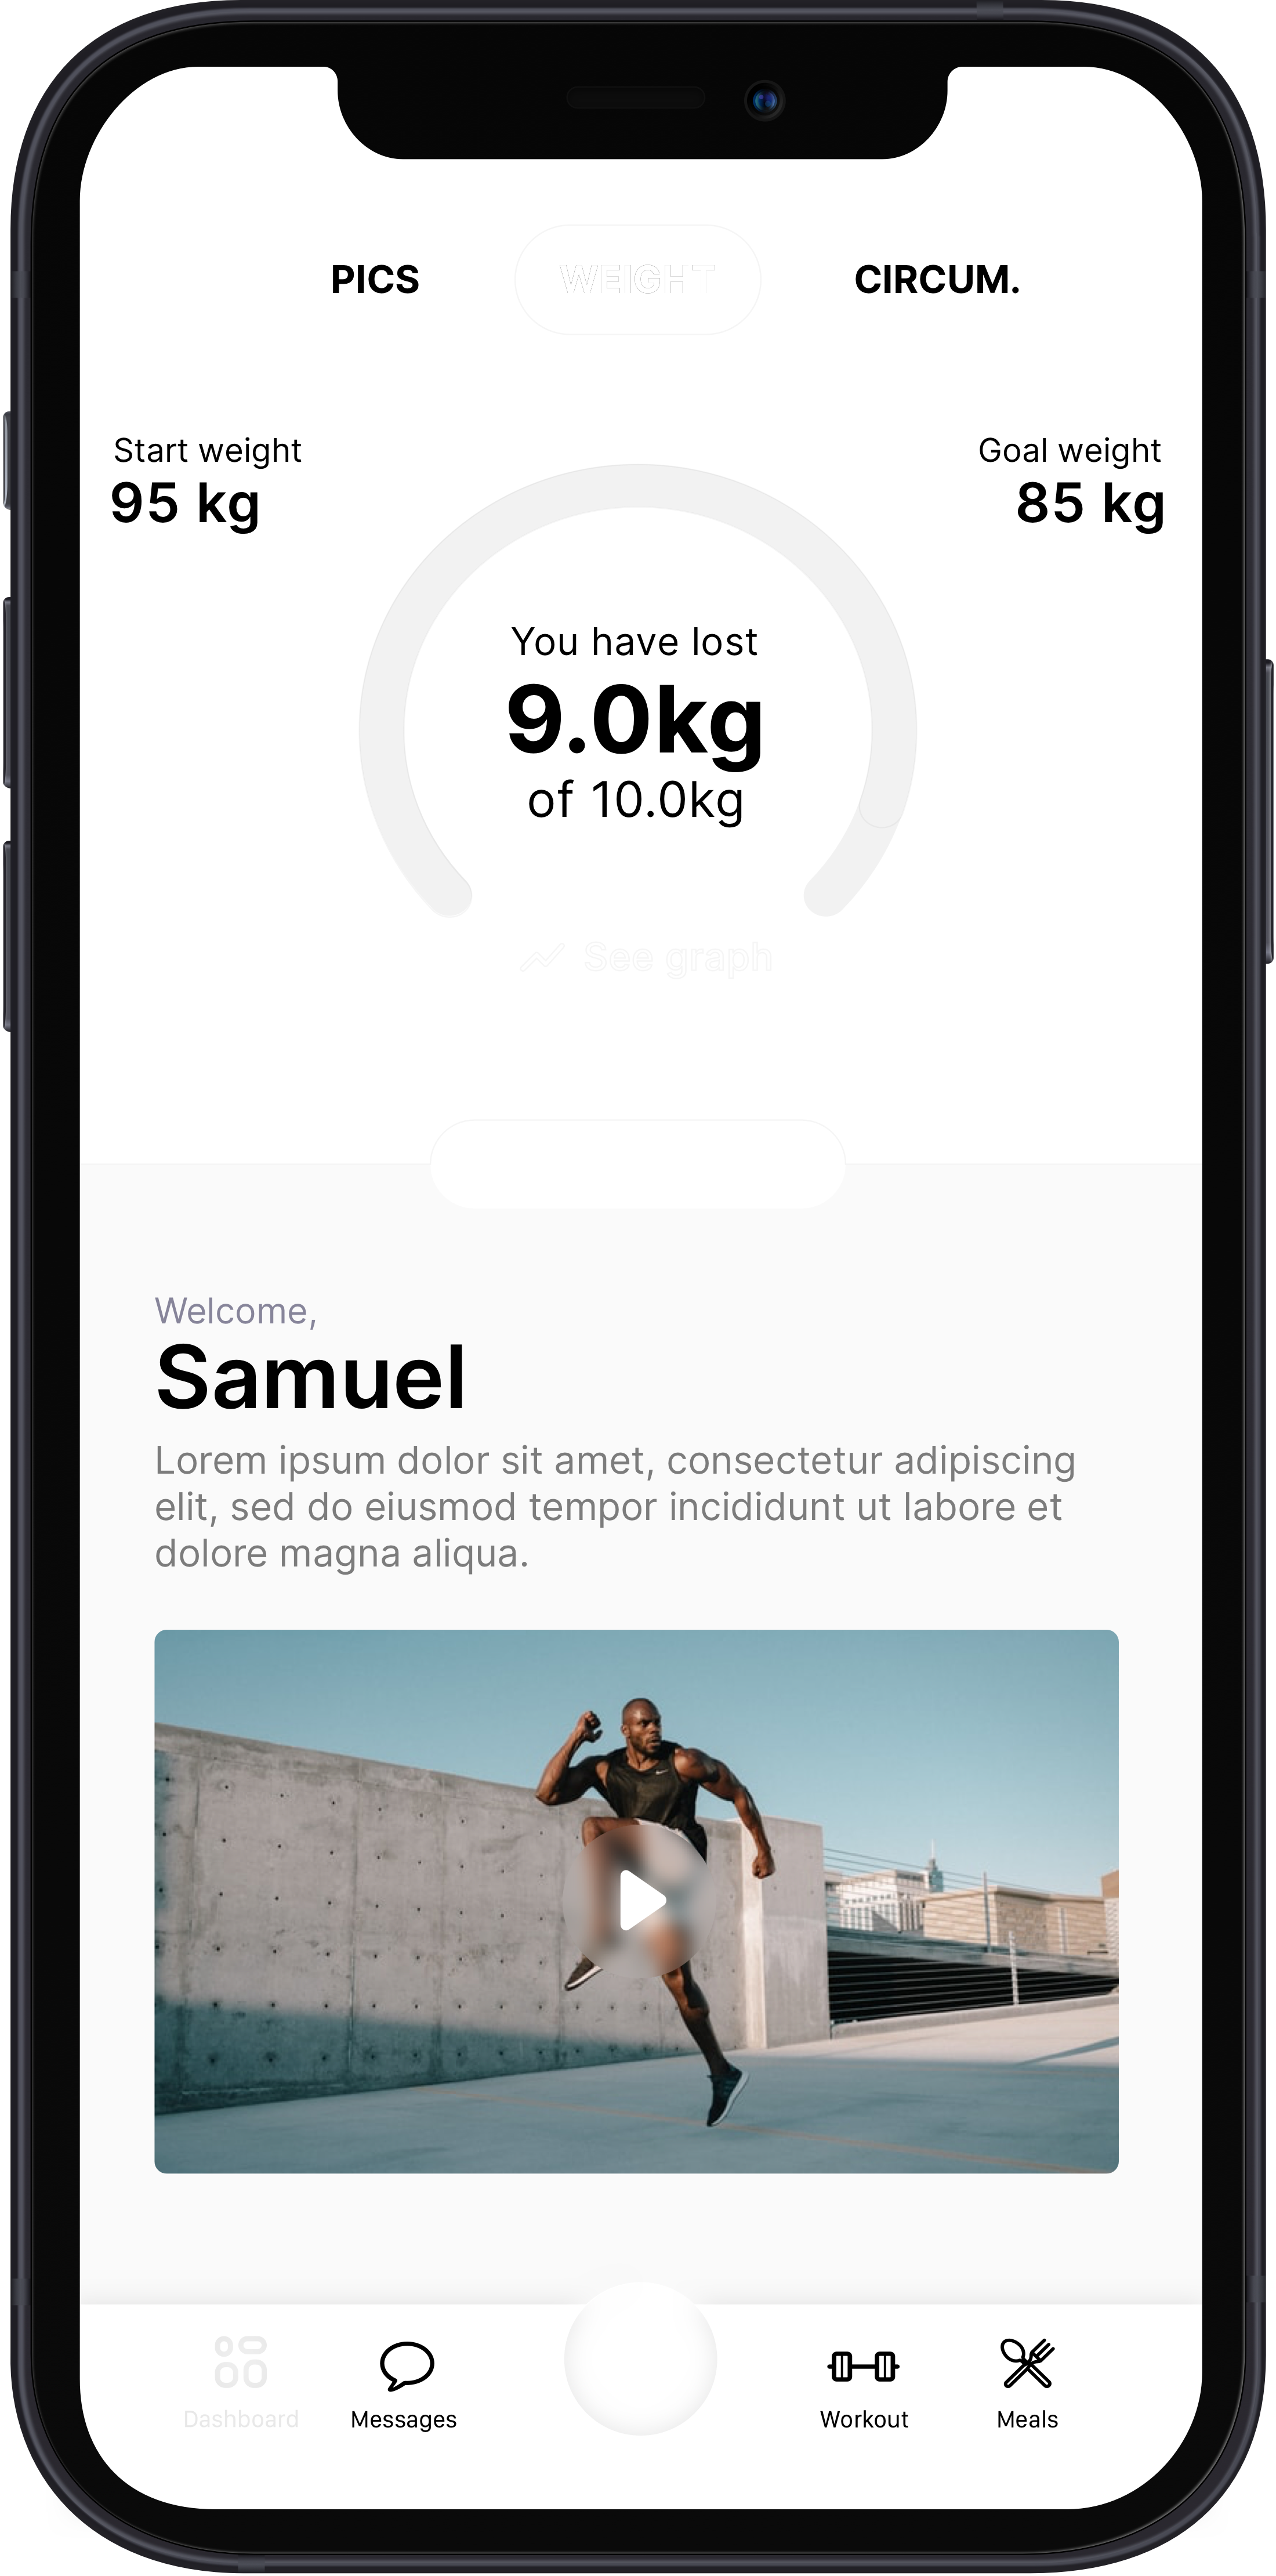 PICS WEIGHT CIRCUM.
Start weight
95 kg
Goal weight
85 kg
You have lost
9.0kg
of 10.0kg
See graph
Welcome,
Samuel
Lorem ipsum dolor sit amet, consectetur adipiscing
elit, sed do eiusmod tempor incididunt ut labore et
dolore magna aliqua.
Dashboard Messages Workout Meals